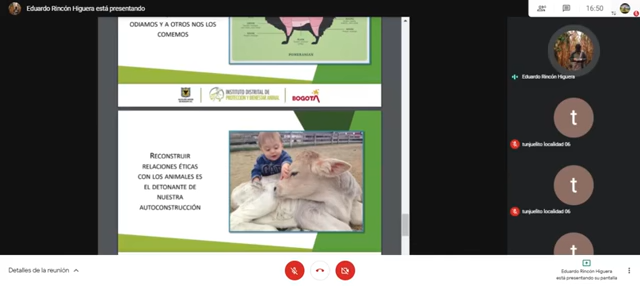 Eduardo Rincón Higuera está presentando
16:50
ODIAMOS Y A OTROS NOS LOS
COMEMOS
INSTITUTO DISTRITAL DE
PROTECCIÓN Y BIENESTAR ANIMAL
BOGOTÁ
RECONSTRUIR
RELACIONES ÉTICAS
CON LOS ANIMALES ES
EL DETONANTE DE
NUESTRA
AUTOCONSTRUCCIÓN
Eduardo Rincón Higuera
t
tunjuelito localidad 06
t
tunjuelito localidad 06
t
Detalles de la reunión
Eduardo Rincón Higuera
está presentando su pantalla